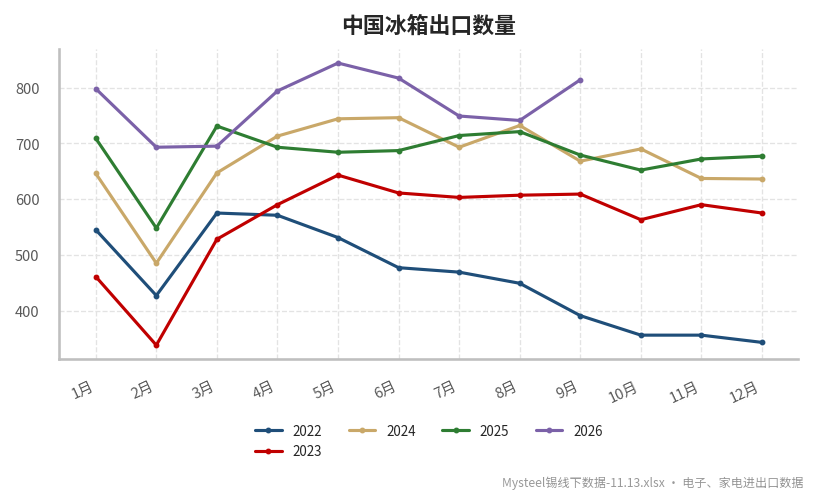 中国冰箱出口数量
800
700
600
500
400
1月 2月 3月 4月 5月 6月 7月 8月 9月 10月 11月 12月
2022 2024 2025 2026
2023
Mysteel锡线下数据-11.13.xlsx • 电子、家电进出口数据